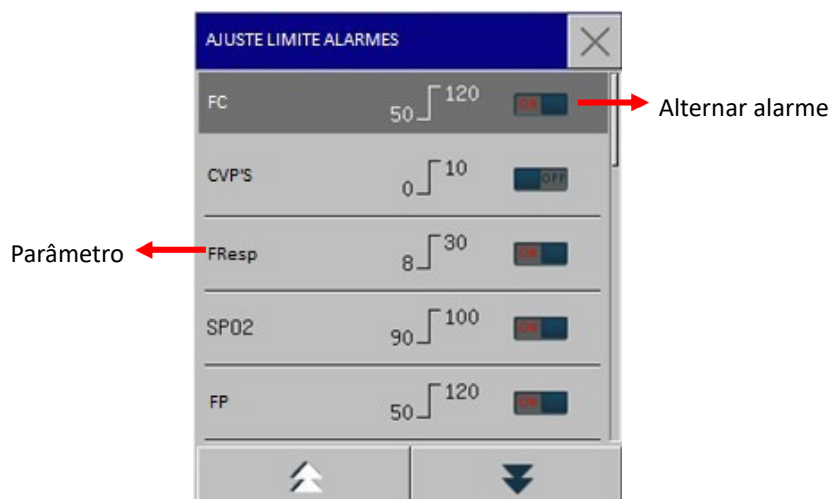 AJUSTE LIMITE ALARMES
FC 50 120 ON
Alternar alarme
CVP'S 0 10 OFF
Parâmetro
FResp 8 30 ON
SPO2 90 100 ON
FP 50 120 ON